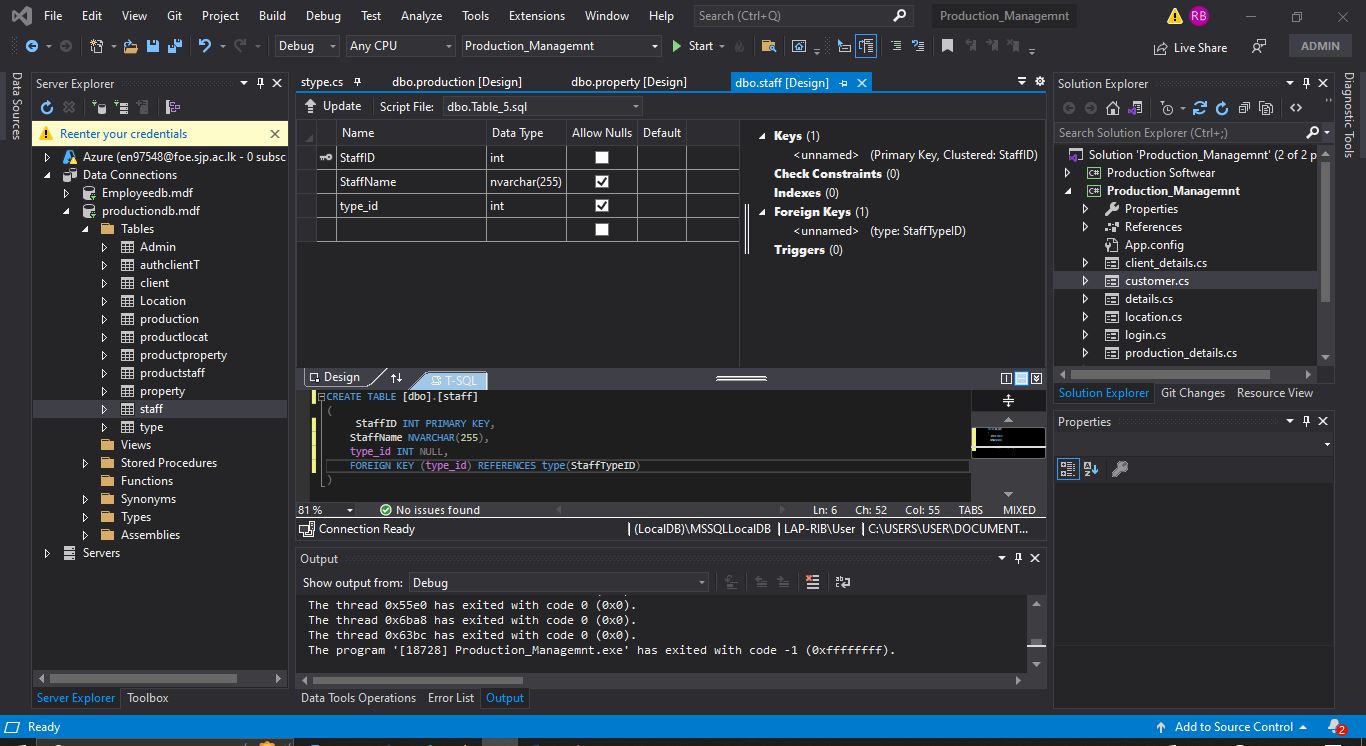 File Edit View Git Project Build Debug Test Analyze Tools Extensions Window Help Search (Ctrl+Q) Production_Managemnt RB
Debug Any CPU Production_Managemnt Start Live Share ADMIN
Data Sources
Server Explorer
Reenter your credentials
Azure (en97548@foe.sjp.ac.lk - 0 subsc
Data Connections
Employeedb.mdf
productiondb.mdf
Tables
Admin
authclientT
client
Location
production
productlocat
productproperty
productstaff
property
staff
type
Views
Stored Procedures
Functions
Synonyms
Types
Assemblies
Servers
Server Explorer Toolbox
stype.cs dbo.production [Design] dbo.property [Design] dbo.staff [Design]
Update Script File: dbo.Table_5.sql
Name Data Type Allow Nulls Default
StaffID int
StaffName nvarchar(255)
type_id int
Keys (1)
<unnamed> (Primary Key, Clustered: StaffID)
Check Constraints (0)
Indexes (0)
Foreign Keys (1)
<unnamed> (type: StaffTypeID)
Triggers (0)
Design T-SQL
CREATE TABLE [dbo].[staff]
(
StaffID INT PRIMARY KEY,
StaffName NVARCHAR(255),
type_id INT NULL,
FOREIGN KEY (type_id) REFERENCES type(StaffTypeID)
)
81 % No issues found Ln: 6 Ch: 52 Col: 55 TABS MIXED
Connection Ready (LocalDB)\MSSQLLocalDB LAP-RIB\User C:\USERS\USER\DOCUMENT...
Output
Show output from: Debug
The thread 0x55e0 has exited with code 0 (0x0).
The thread 0x6ba8 has exited with code 0 (0x0).
The thread 0x63bc has exited with code 0 (0x0).
The program '[18728] Production_Managemnt.exe' has exited with code -1 (0xffffffff).
Data Tools Operations Error List Output
Solution Explorer
Search Solution Explorer (Ctrl+;)
Solution 'Production_Managemnt' (2 of 2 p
Production Softwear
Production_Managemnt
Properties
References
App.config
client_details.cs
customer.cs
details.cs
location.cs
login.cs
production_details.cs
Solution Explorer Git Changes Resource View
Properties
Diagnostic Tools
Ready Add to Source Control 2